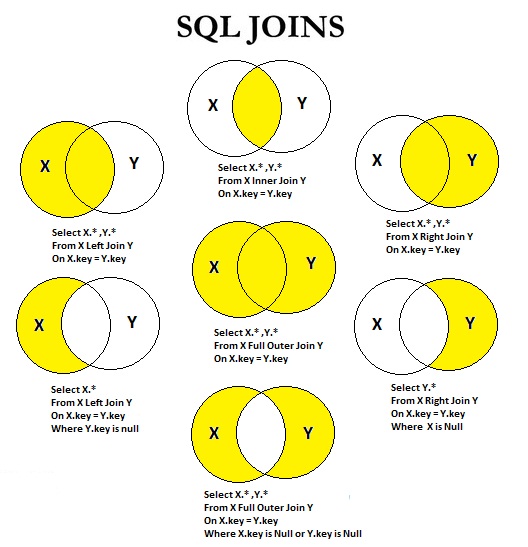 SQL JOINS
X Y
Select X.* ,Y.*
From X Inner Join Y
On X.key = Y.key
X Y
Select X.* ,Y.*
From X Left Join Y
On X.key = Y.key
X Y
Select X.* ,Y.*
From X Right Join Y
On X.key = Y.key
X Y
Select X.* ,Y.*
From X Full Outer Join Y
On X.key = Y.key
X Y
Select X.*
From X Left Join Y
On X.key = Y.key
Where Y.key is null
X Y
Select Y.*
From X Right Join Y
On X.key = Y.key
Where X is Null
X Y
Select X.* ,Y.*
From X Full Outer Join Y
On X.key = Y.key
Where X.key is Null or Y.key is Null